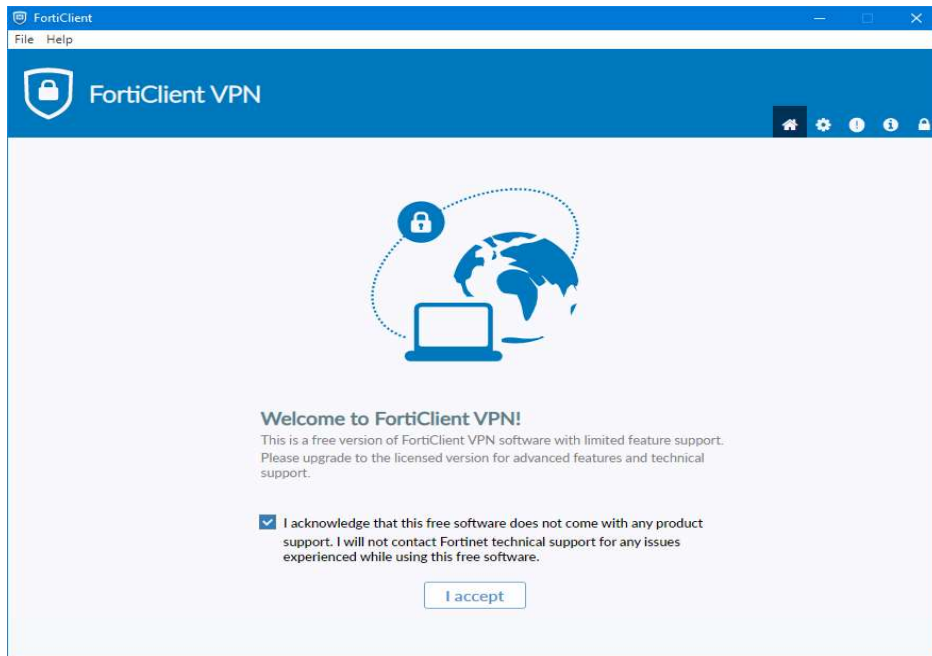 FortiClient
File Help
FortiClient VPN
Welcome to FortiClient VPN!
This is a free version of FortiClient VPN software with limited feature support.
Please upgrade to the licensed version for advanced features and technical
support.
I acknowledge that this free software does not come with any product
support. I will not contact Fortinet technical support for any issues
experienced while using this free software.
I accept